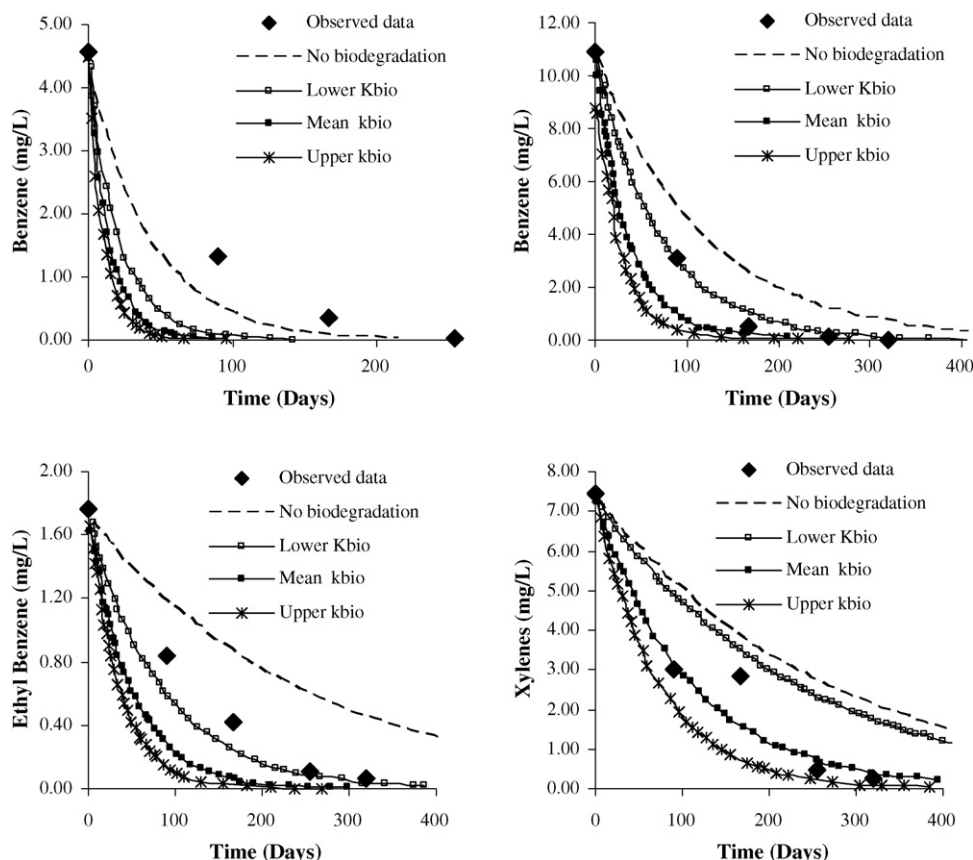 5.00
4.00
3.00
2.00
1.00
0.00
Benzene (mg/L)
0
100
200
Time (Days)
Observed data
No biodegradation
Lower Kbio
Mean kbio
Upper kbio
12.00
10.00
8.00
6.00
4.00
2.00
0.00
Benzene (mg/L)
0
100
200
300
400
Time (Days)
Observed data
No biodegradation
Lower Kbio
Mean kbio
Upper kbio
2.00
1.60
1.20
0.80
0.40
0.00
Ethyl Benzene (mg/L)
0
100
200
300
400
Time (Days)
Observed data
No biodegradation
Lower Kbio
Mean kbio
Upper kbio
8.00
7.00
6.00
5.00
4.00
3.00
2.00
1.00
0.00
Xylenes (mg/L)
0
100
200
300
400
Time (Days)
Observed data
No biodegradation
Lower Kbio
Mean kbio
Upper kbio